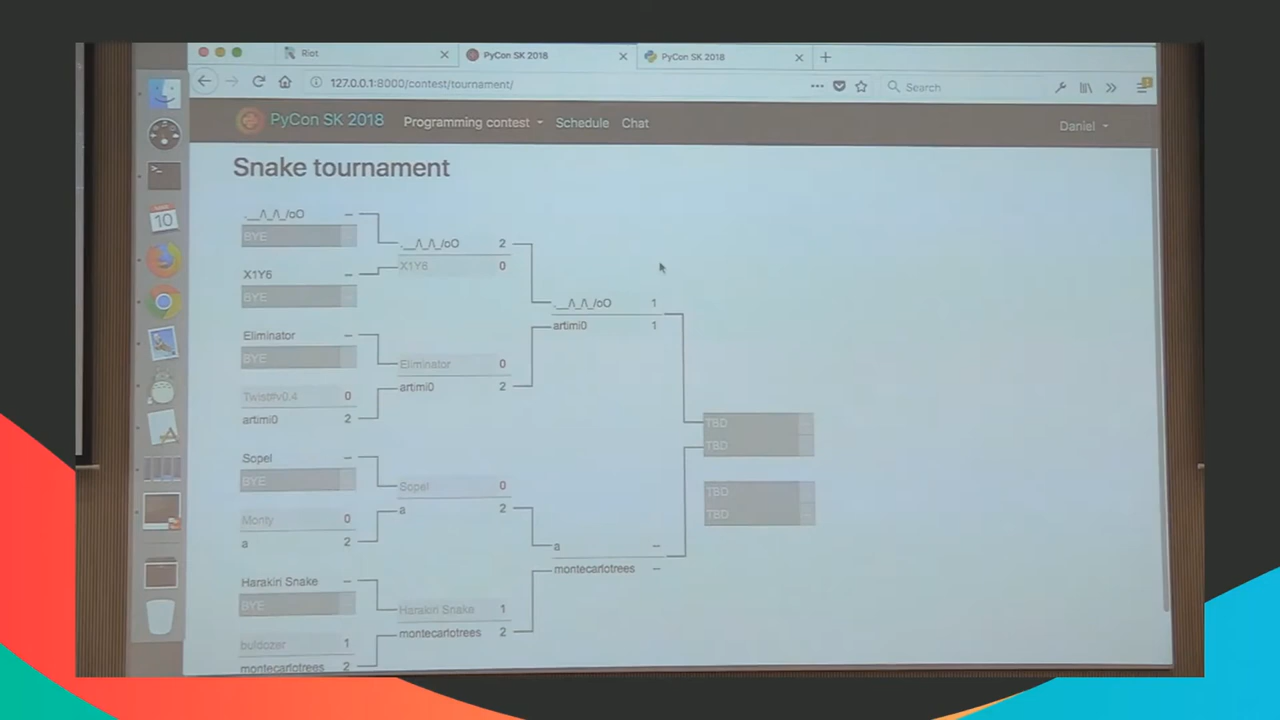 Riot
PyCon SK 2018
PyCon SK 2018
127.0.0.1:8000/contest/tournament/
Search
PyCon SK 2018
Programming contest
Schedule
Chat
Daniel
Snake tournament
.__/\_/\_/oO –
BYE
X1Y6 –
BYE
Eliminator –
BYE
Twist#v0.4 0
artimi0 2
Sopel –
BYE
Monty 0
a 2
Harakiri Snake –
BYE
buldozer 1
montecarlotrees 2
.__/\_/\_/oO 2
X1Y6 0
Eliminator 0
artimi0 2
Sopel 0
a 2
Harakiri Snake 1
montecarlotrees 2
.__/\_/\_/oO 1
artimi0 1
a –
montecarlotrees –
TBD
TBD
TBD
TBD
10